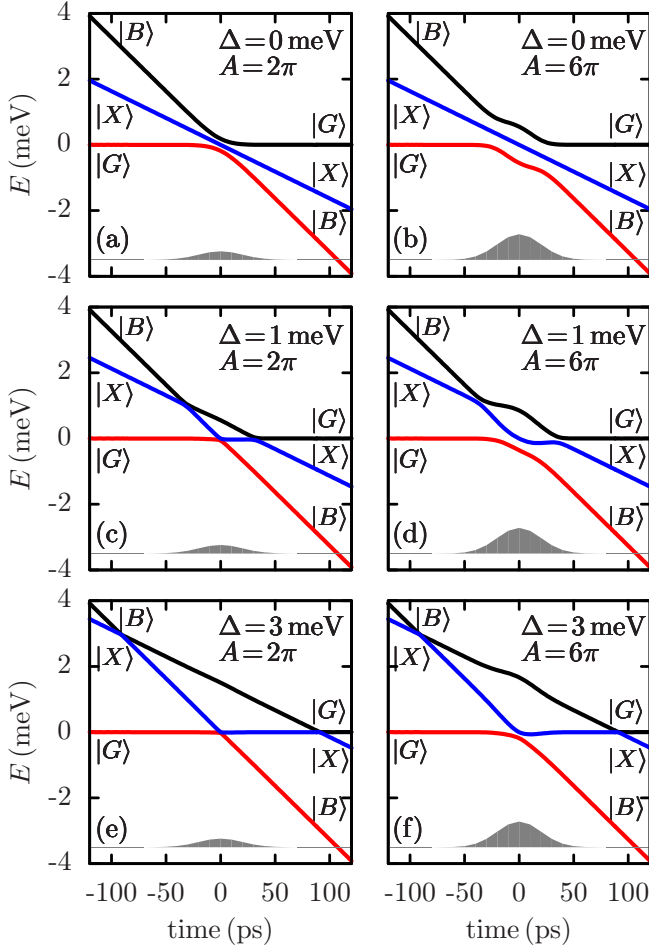 4
2
0
-2
-4
E (meV)
|B⟩
Δ=0 meV
A=2π
|X⟩
|G⟩
|G⟩
|X⟩
|B⟩
(a)
|B⟩
Δ=0 meV
A=6π
|X⟩
|G⟩
|G⟩
|X⟩
|B⟩
(b)
4
2
0
-2
-4
E (meV)
|B⟩
Δ=1 meV
A=2π
|X⟩
|G⟩
|G⟩
|X⟩
|B⟩
(c)
|B⟩
Δ=1 meV
A=6π
|X⟩
|G⟩
|G⟩
|X⟩
|B⟩
(d)
4
2
0
-2
-4
E (meV)
|B⟩
Δ=3 meV
A=2π
|X⟩
|G⟩
|G⟩
|X⟩
|B⟩
(e)
|B⟩
Δ=3 meV
A=6π
|X⟩
|G⟩
|G⟩
|X⟩
|B⟩
(f)
-100 -50 0 50 100
-100 -50 0 50 100
time (ps)
time (ps)